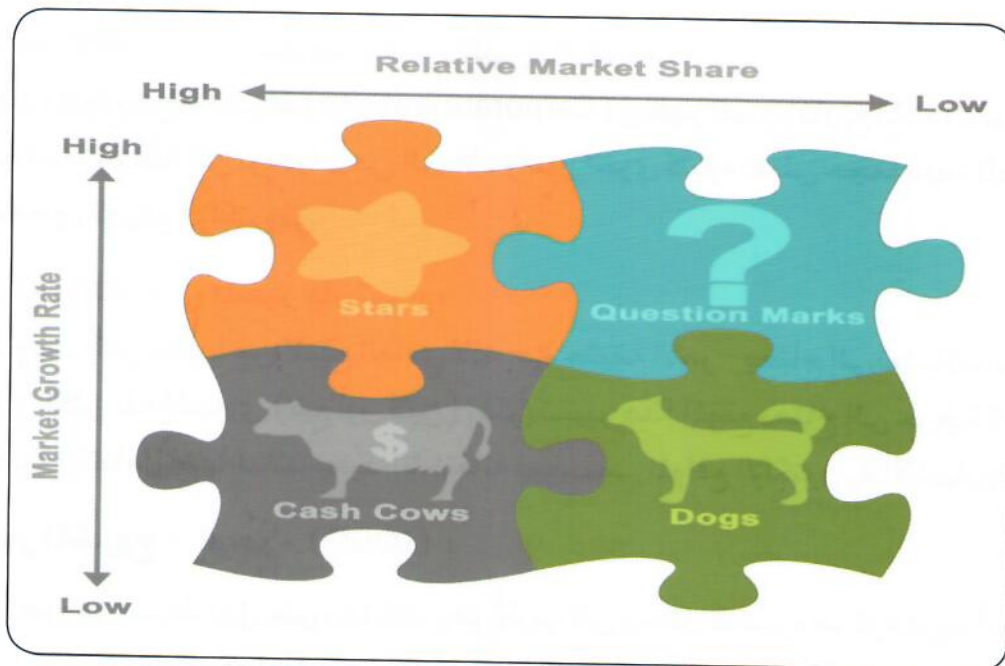 Relative Market Share
High
Low
High
Market Growth Rate
Low
Stars
Question Marks
$
Cash Cows
Dogs